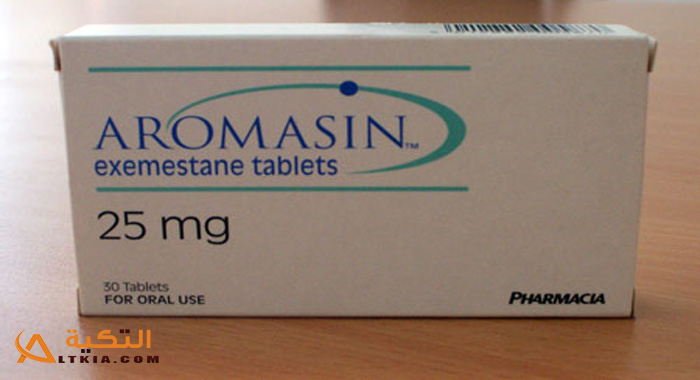 AROMASIN™
exemestane tablets
25 mg
30 Tablets
FOR ORAL USE
PHARMACIA
التكية
ALTKIA.COM